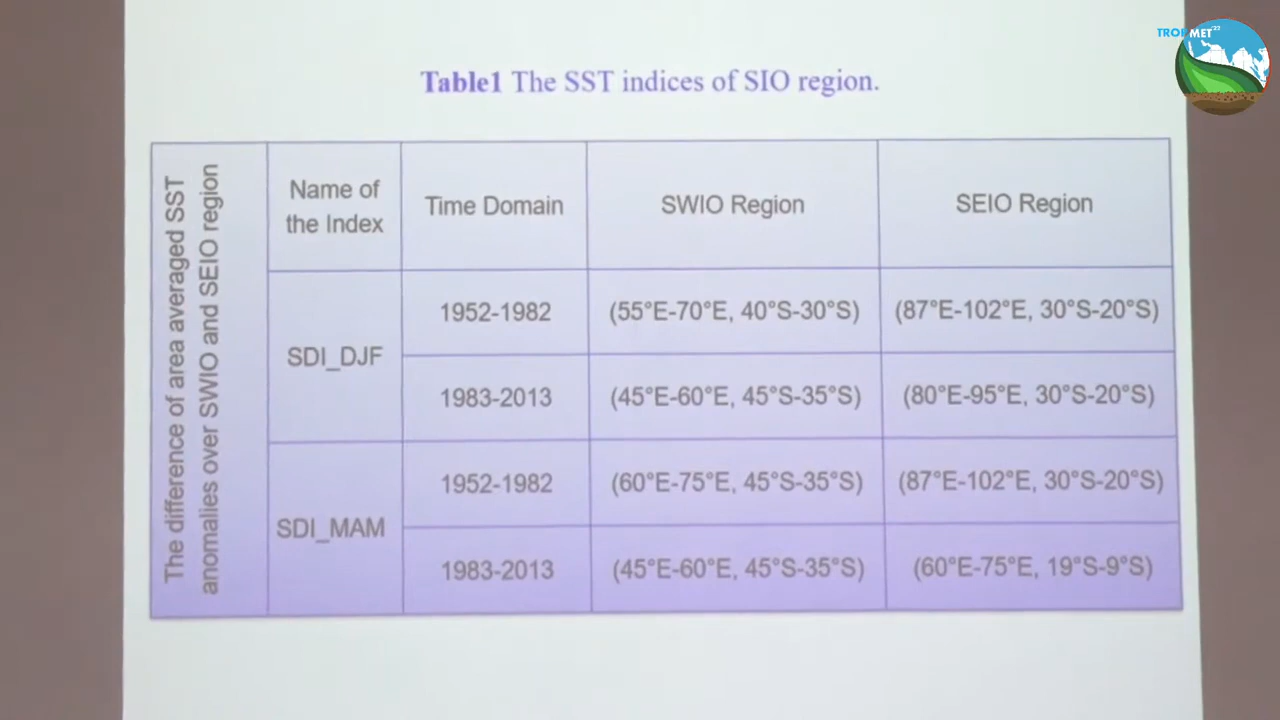 TROPMET'22
Table1 The SST indices of SIO region.
The difference of area averaged SST
anomalies over SWIO and SEIO region
Name of
the Index
Time Domain
SWIO Region
SEIO Region
SDI_DJF
1952-1982
(55°E-70°E, 40°S-30°S)
(87°E-102°E, 30°S-20°S)
1983-2013
(45°E-60°E, 45°S-35°S)
(80°E-95°E, 30°S-20°S)
SDI_MAM
1952-1982
(60°E-75°E, 45°S-35°S)
(87°E-102°E, 30°S-20°S)
1983-2013
(45°E-60°E, 45°S-35°S)
(60°E-75°E, 19°S-9°S)